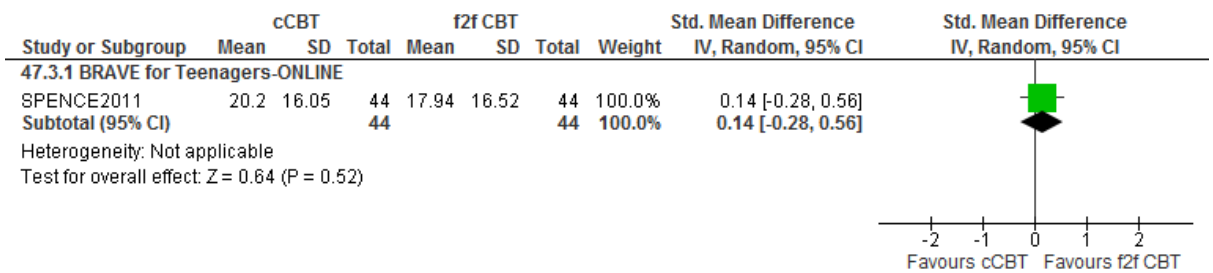 cCBT f2f CBT Std. Mean Difference Std. Mean Difference
Study or Subgroup Mean SD Total Mean SD Total Weight IV, Random, 95% CI IV, Random, 95% CI
47.3.1 BRAVE for Teenagers-ONLINE
SPENCE2011 20.2 16.05 44 17.94 16.52 44 100.0% 0.14 [-0.28, 0.56]
Subtotal (95% CI) 44 44 100.0% 0.14 [-0.28, 0.56]
Heterogeneity: Not applicable
Test for overall effect: Z = 0.64 (P = 0.52)
-2 -1 0 1 2
Favours cCBT Favours f2f CBT